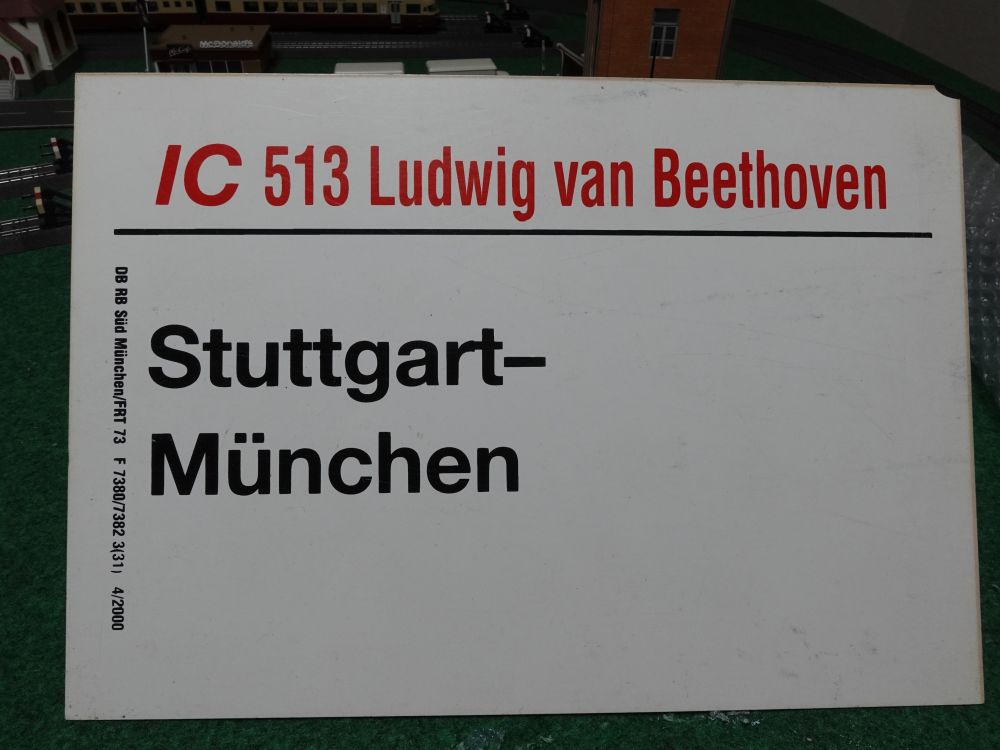 McDonald's
IC 513 Ludwig van Beethoven
Stuttgart–
München
DB RB Süd München/FRT 73 F 7380/7382 3(31) 4/2000